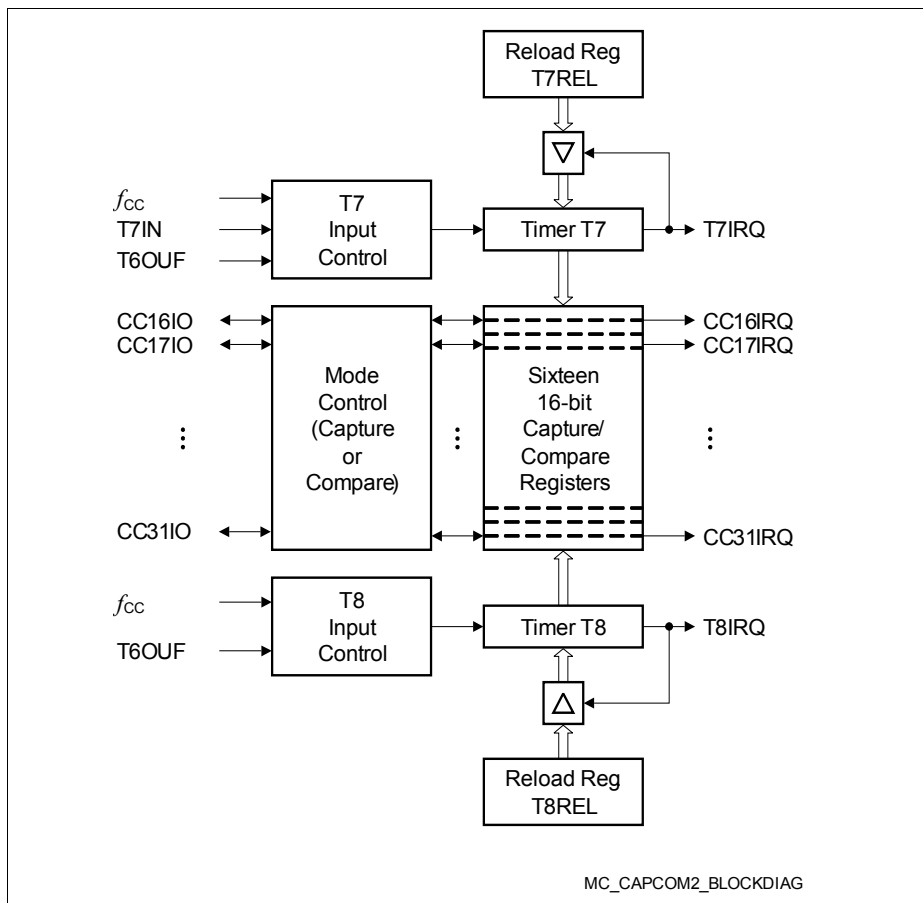 Reload Reg.
T7REL
fCC
T7IN
T6OUF
T7
Input
Control
Timer T7
T7IRQ
CC16IO
CC17IO
CC31IO
Mode
Control
(Capture
or
Compare)
Sixteen
16-bit
Capture/
Compare
Registers
CC16IRQ
CC17IRQ
CC31IRQ
fCC
T6OUF
T8
Input
Control
Timer T8
T8IRQ
Reload Reg.
T8REL
MC_CAPCOM2_BLOCKDIAG